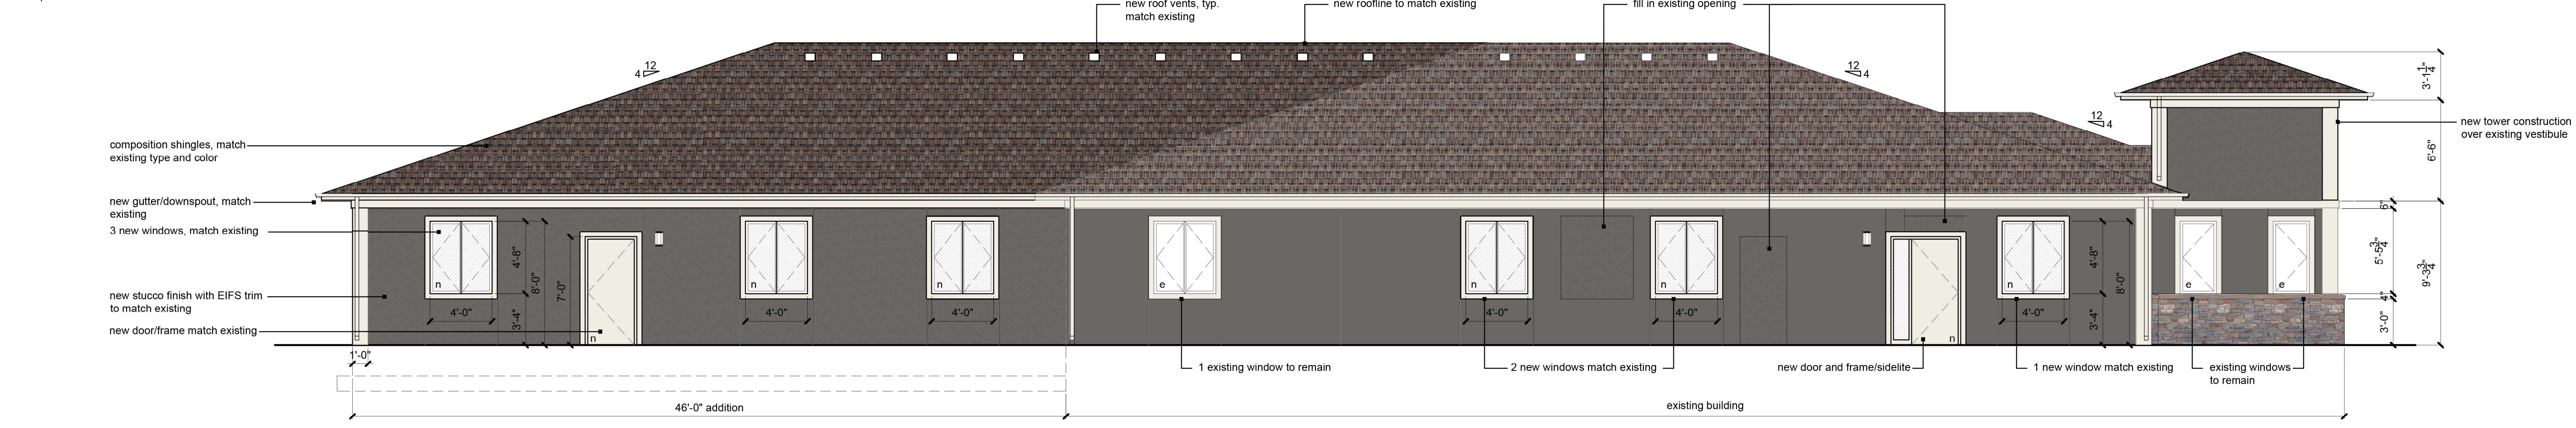 new roof vents, typ.
match existing
new roofline to match existing
fill in existing opening
12
4
12
4
12
4
3'-1 1/4"
new tower construction
over existing vestibule
6'-6"
composition shingles, match
existing type and color
new gutter/downspout, match
existing
3 new windows, match existing
new stucco finish with EIFS trim
to match existing
new door/frame match existing
n
4'-0"
4'-8"
3'-4"
8'-0"
7'-0"
n
n
4'-0"
n
4'-0"
e
n
4'-0"
n
4'-0"
n
n
4'-0"
4'-8"
3'-4"
8'-0"
e
e
6"
5'-5 3/4"
4"
3'-0"
9'-3 3/4"
1'-0"
1 existing window to remain
2 new windows match existing
new door and frame/sidelite
1 new window match existing
existing windows
to remain
46'-0" addition
existing building